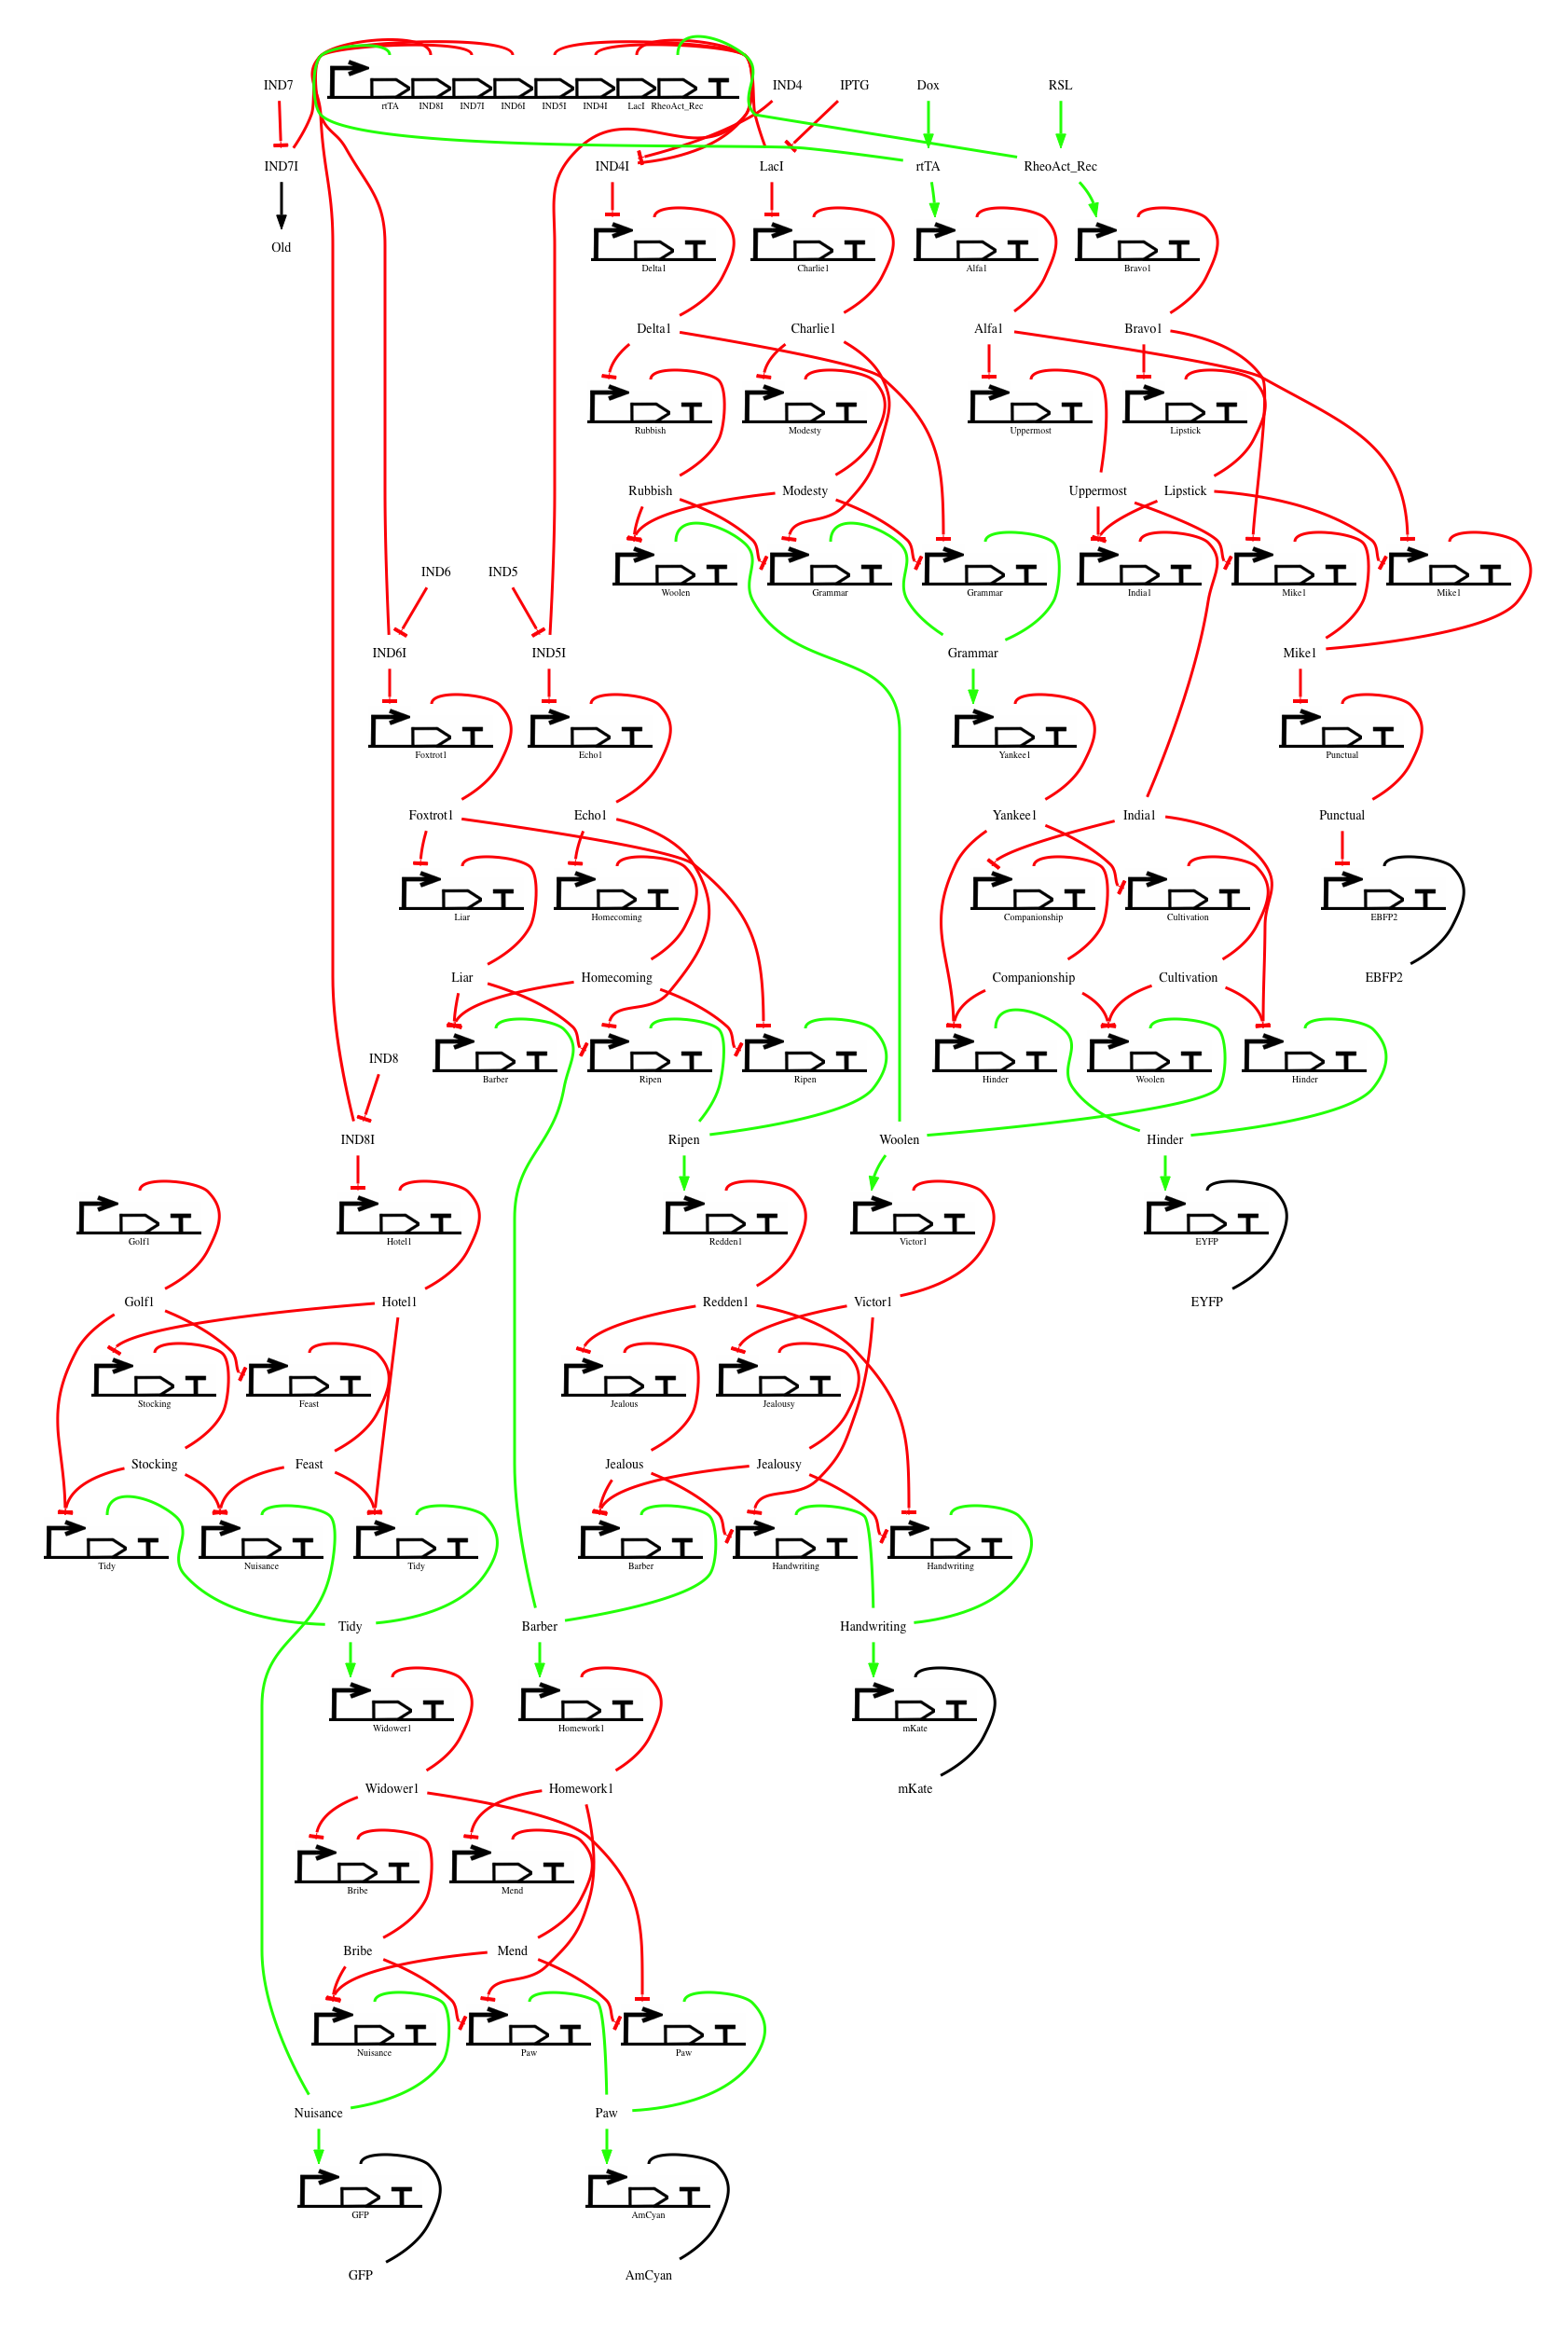 IND7 IND4 IPTG Dox RSL
rtTA IND8I IND7I IND6I IND5I IND4I LacI RheoAct_Rec
IND7I IND4I LacI rtTA RheoAct_Rec
Old
Delta1 Charlie1 Alfa1 Bravo1
Delta1 Charlie1 Alfa1 Bravo1
Rubbish Modesty Uppermost Lipstick
Rubbish Modesty Uppermost Lipstick
IND6 IND5
Woolen Grammar Grammar India1 Mike1 Mike1
IND6I IND5I Grammar Mike1
Foxtrot1 Echo1 Yankee1 Punctual
Foxtrot1 Echo1 Yankee1 India1 Punctual
Liar Homecoming Companionship Cultivation EBFP2
Liar Homecoming Companionship Cultivation EBFP2
IND8
Barber Ripen Ripen Hinder Woolen Hinder
IND8I Ripen Woolen Hinder
Golf1 Hotel1 Redden1 Victor1 EYFP
Golf1 Hotel1 Redden1 Victor1 EYFP
Stocking Feast Jealous Jealousy
Stocking Feast Jealous Jealousy
Tidy Nuisance Tidy Barber Handwriting Handwriting
Tidy Barber Handwriting
Widower1 Homework1 mKate
Widower1 Homework1 mKate
Bribe Mend
Bribe Mend
Nuisance Paw Paw
Nuisance Paw
GFP AmCyan
GFP AmCyan